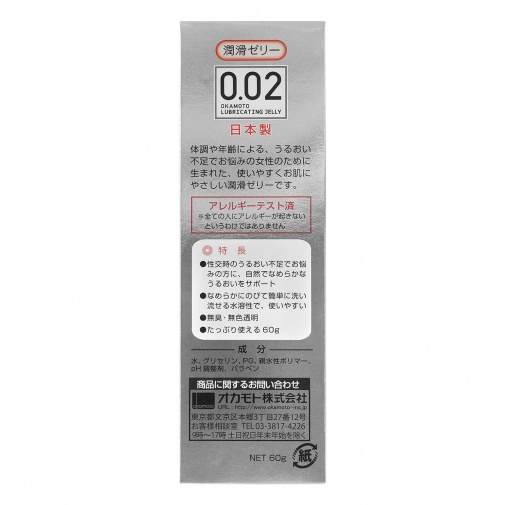 潤滑ゼリー
0.02
OKAMOTO
LUBRICATING JELLY
日本製
体調や年齢による、うるおい
不足でお悩みの女性のために
生まれた、使いやすくお肌に
やさしい潤滑ゼリーです。
アレルギーテスト済
※全ての人にアレルギーが起きない
というわけではありません
特長
●性交時のうるおい不足でお悩
みの方に、自然でなめらかな
うるおいをサポート
●なめらかにのびて簡単に洗い
流せる水溶性で、使いやすい
●無臭・無色透明
●たっぷり使える60g
成分
水、グリセリン、PG、親水性ポリマー、
pH調整剤、パラベン
商品に関するお問い合わせ
オカモト株式会社
URL : http://www.okamoto-inc.jp
東京都文京区本郷3丁目27番12号
お客様相談室 TEL.03-3817-4226
9時〜17時 土日祝日年末年始を除く
NET 60g
紙